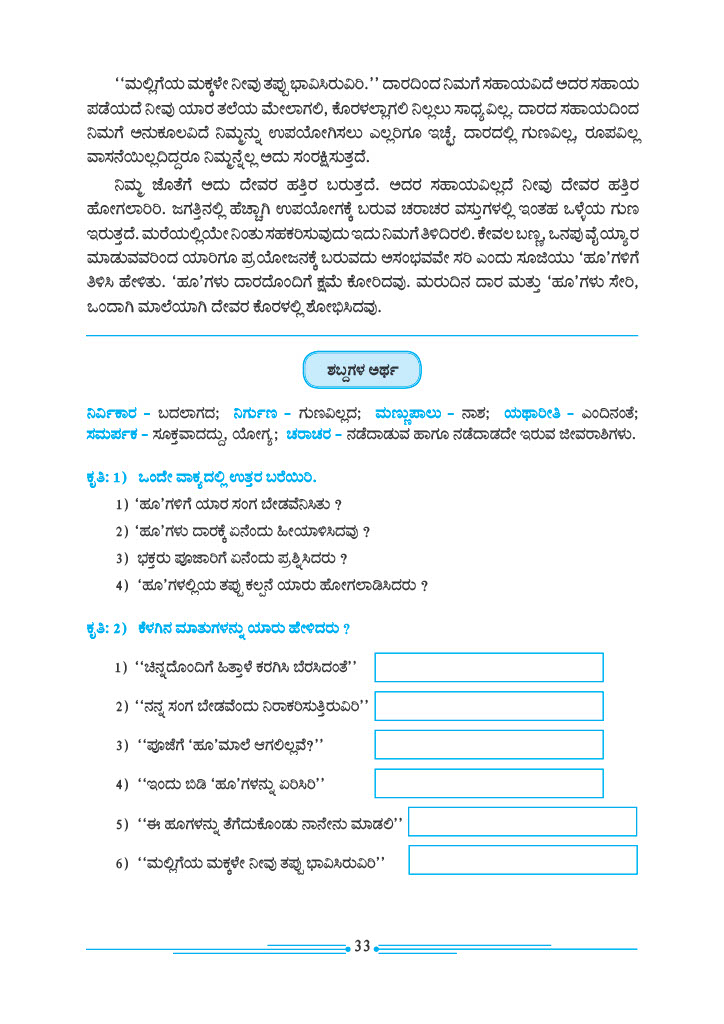 ‘‘ಮಲ್ಲಿಗೆಯ ಮಕ್ಕಳೇ ನೀವು ತಪ್ಪು ಭಾವಿಸಿರುವಿರಿ.’’ ದಾರದಿಂದ ನಿಮಗೆ ಸಹಾಯವಿದೆ ಅದರ ಸಹಾಯ
ಪಡೆಯದೆ ನೀವು ಯಾರ ತಲೆಯ ಮೇಲಾಗಲಿ, ಕೊರಳಲ್ಲಾಗಲಿ ನಿಲ್ಲಲು ಸಾಧ್ಯವಿಲ್ಲ. ದಾರದ ಸಹಾಯದಿಂದ
ನಿಮಗೆ ಅನುಕೂಲವಿದೆ ನಿಮ್ಮನ್ನು ಉಪಯೋಗಿಸಲು ಎಲ್ಲರಿಗೂ ಇಚ್ಛೆ. ದಾರದಲ್ಲಿ ಗುಣವಿಲ್ಲ, ರೂಪವಿಲ್ಲ
ವಾಸನೆಯಿಲ್ಲದಿದ್ದರೂ ನಿಮ್ಮನ್ನೆಲ್ಲ ಅದು ಸಂರಕ್ಷಿಸುತ್ತದೆ.
ನಿಮ್ಮ ಜೊತೆಗೆ ಅದು ದೇವರ ಹತ್ತಿರ ಬರುತ್ತದೆ. ಅದರ ಸಹಾಯವಿಲ್ಲದೆ ನೀವು ದೇವರ ಹತ್ತಿರ
ಹೋಗಲಾರಿರಿ. ಜಗತ್ತಿನಲ್ಲಿ ಹೆಚ್ಚಾಗಿ ಉಪಯೋಗಕ್ಕೆ ಬರುವ ಚರಾಚರ ವಸ್ತುಗಳಲ್ಲಿ ಇಂತಹ ಒಳ್ಳೆಯ ಗುಣ
ಇರುತ್ತದೆ. ಮರೆಯಲ್ಲಿಯೇ ನಿಂತು ಸಹಕರಿಸುವುದು ಇದು ನಿಮಗೆ ತಿಳಿದಿರಲಿ. ಕೇವಲ ಬಣ್ಣ, ಒನಪು ವೈಯ್ಯಾರ
ಮಾಡುವವರಿಂದ ಯಾರಿಗೂ ಪ್ರಯೋಜನಕ್ಕೆ ಬರುವದು ಅಸಂಭವವೇ ಸರಿ ಎಂದು ಸೂಜಿಯು ‘ಹೂ’ಗಳಿಗೆ
ತಿಳಿಸಿ ಹೇಳಿತು. ‘ಹೂ’ಗಳು ದಾರದೊಂದಿಗೆ ಕ್ಷಮೆ ಕೋರಿದವು. ಮರುದಿನ ದಾರ ಮತ್ತು ‘ಹೂ’ಗಳು ಸೇರಿ,
ಒಂದಾಗಿ ಮಾಲೆಯಾಗಿ ದೇವರ ಕೊರಳಲ್ಲಿ ಶೋಭಿಸಿದವು.
ಶಬ್ದಗಳ ಅರ್ಥ
ನಿರ್ವಿಕಾರ – ಬದಲಾಗದ; ನಿರ್ಗುಣ – ಗುಣವಿಲ್ಲದ; ಮಣ್ಣುಪಾಲು – ನಾಶ; ಯಥಾರೀತಿ – ಎಂದಿನಂತೆ;
ಸಮರ್ಪಕ – ಸೂಕ್ತವಾದದ್ದು, ಯೋಗ್ಯ; ಚರಾಚರ – ನಡೆದಾಡುವ ಹಾಗೂ ನಡೆದಾಡದೇ ಇರುವ ಜೀವರಾಶಿಗಳು.
ಕೃತಿ: 1) ಒಂದೇ ವಾಕ್ಯದಲ್ಲಿ ಉತ್ತರ ಬರೆಯಿರಿ.
1) ‘ಹೂ’ಗಳಿಗೆ ಯಾರ ಸಂಗ ಬೇಡವೆನಿಸಿತು ?
2) ‘ಹೂ’ಗಳು ದಾರಕ್ಕೆ ಏನೆಂದು ಹೀಯಾಳಿಸಿದವು ?
3) ಭಕ್ತರು ಪೂಜಾರಿಗೆ ಏನೆಂದು ಪ್ರಶ್ನಿಸಿದರು ?
4) ‘ಹೂ’ಗಳಲ್ಲಿಯ ತಪ್ಪು ಕಲ್ಪನೆ ಯಾರು ಹೋಗಲಾಡಿಸಿದರು ?
ಕೃತಿ: 2) ಕೆಳಗಿನ ಮಾತುಗಳನ್ನು ಯಾರು ಹೇಳಿದರು ?
1) ‘‘ಚಿನ್ನದೊಂದಿಗೆ ಹಿತ್ತಾಳೆ ಕರಗಿಸಿ ಬೆರಸಿದಂತೆ’’
2) ‘‘ನನ್ನ ಸಂಗ ಬೇಡವೆಂದು ನಿರಾಕರಿಸುತ್ತಿರುವಿರಿ’’
3) ‘‘ಪೂಜೆಗೆ ‘ಹೂ’ಮಾಲೆ ಆಗಲಿಲ್ಲವೆ?’’
4) ‘‘ಇಂದು ಬಿಡಿ ‘ಹೂ’ಗಳನ್ನು ಏರಿಸಿರಿ’’
5) ‘‘ಈ ಹೂಗಳನ್ನು ತೆಗೆದುಕೊಂಡು ನಾನೇನು ಮಾಡಲಿ’’
6) ‘‘ಮಲ್ಲಿಗೆಯ ಮಕ್ಕಳೇ ನೀವು ತಪ್ಪು ಭಾವಿಸಿರುವಿರಿ’’
33